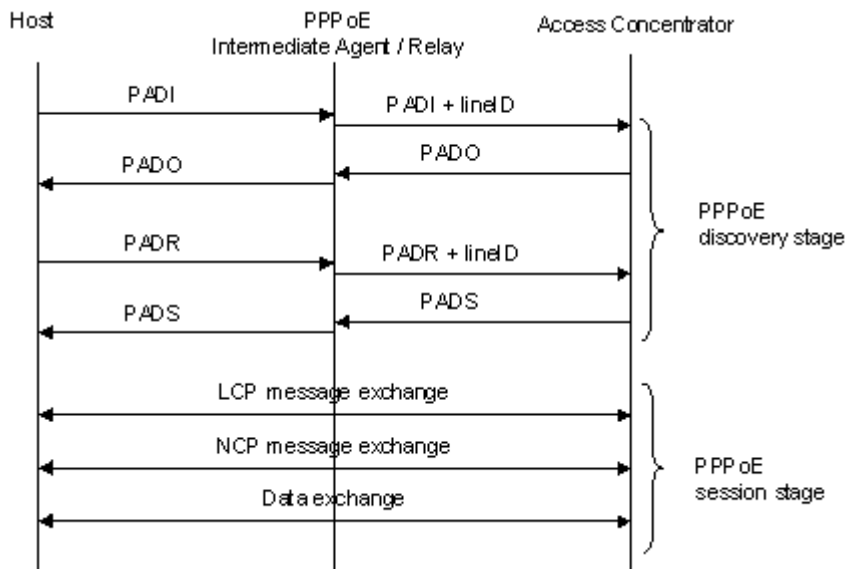 Host
PPPoE
Intermediate Agent / Relay
Access Concentrator
PADI
PADI + lineID
PADO
PADO
PPPoE
discovery stage
PADR
PADR + lineID
PADS
PADS
LCP message exchange
NCP message exchange
PPPoE
session stage
Data exchange